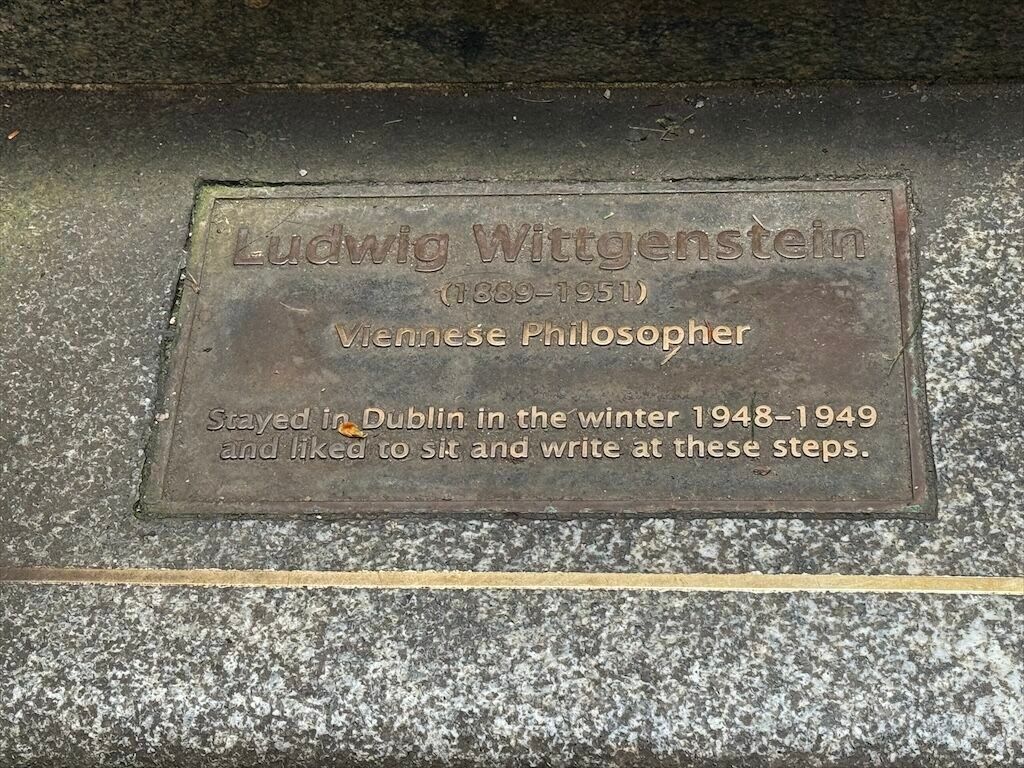 Ludwig Wittgenstein
(1889–1951)
Viennese Philosopher
Stayed in Dublin in the winter 1948–1949
and liked to sit and write at these steps.